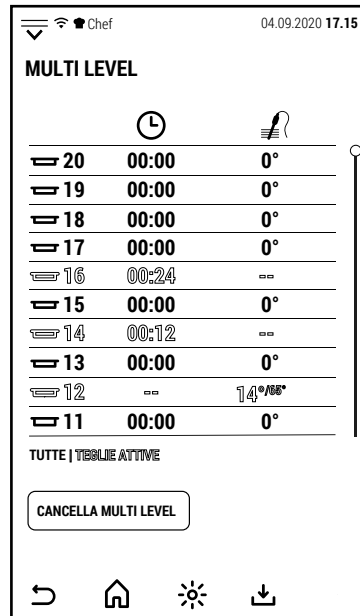 Chef 04.09.2020 17.15
MULTI LEVEL
20 00:00 0°
19 00:00 0°
18 00:00 0°
17 00:00 0°
16 00:24 --
15 00:00 0°
14 00:12 --
13 00:00 0°
12 -- 14°/65°
11 00:00 0°
TUTTE | TEGLIE ATTIVE
CANCELLA MULTI LEVEL